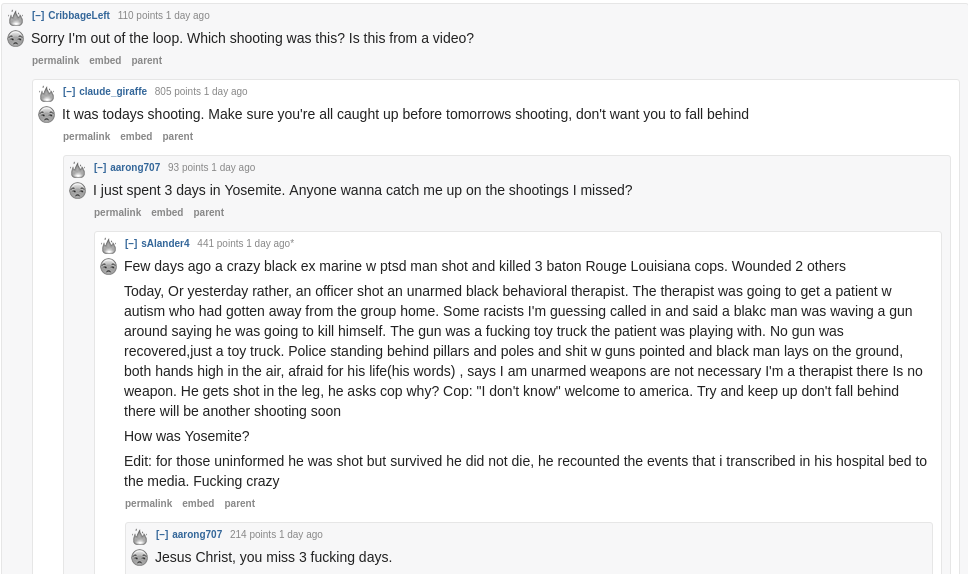 [–] CribbageLeft 110 points 1 day ago
Sorry I'm out of the loop. Which shooting was this? Is this from a video?
permalink embed parent
[–] claude_giraffe 805 points 1 day ago
It was todays shooting. Make sure you're all caught up before tomorrows shooting, don't want you to fall behind
permalink embed parent
[–] aarong707 93 points 1 day ago
I just spent 3 days in Yosemite. Anyone wanna catch me up on the shootings I missed?
permalink embed parent
[–] sAlander4 441 points 1 day ago*
Few days ago a crazy black ex marine w ptsd man shot and killed 3 baton Rouge Louisiana cops. Wounded 2 others
Today, Or yesterday rather, an officer shot an unarmed black behavioral therapist. The therapist was going to get a patient w
autism who had gotten away from the group home. Some racists I'm guessing called in and said a blakc man was waving a gun
around saying he was going to kill himself. The gun was a fucking toy truck the patient was playing with. No gun was
recovered,just a toy truck. Police standing behind pillars and poles and shit w guns pointed and black man lays on the ground,
both hands high in the air, afraid for his life(his words) , says I am unarmed weapons are not necessary I'm a therapist there Is no
weapon. He gets shot in the leg, he asks cop why? Cop: "I don't know" welcome to america. Try and keep up don't fall behind
there will be another shooting soon
How was Yosemite?
Edit: for those uninformed he was shot but survived he did not die, he recounted the events that i transcribed in his hospital bed to
the media. Fucking crazy
permalink embed parent
[–] aarong707 214 points 1 day ago
Jesus Christ, you miss 3 fucking days.